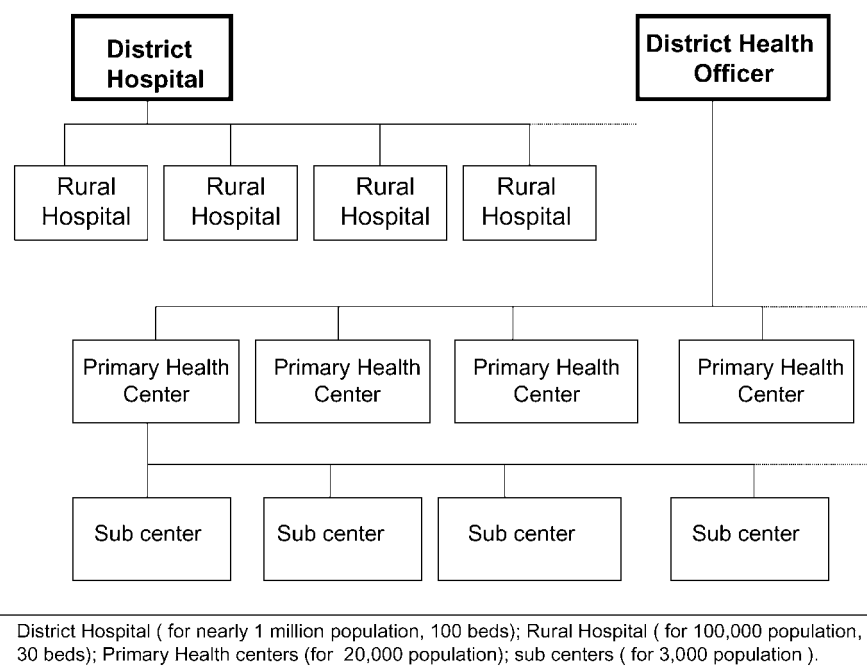 District
Hospital
District Health
Officer
Rural
Hospital
Rural
Hospital
Rural
Hospital
Rural
Hospital
Primary Health
Center
Primary Health
Center
Primary Health
Center
Primary Health
Center
Sub center
Sub center
Sub center
Sub center
District Hospital ( for nearly 1 million population, 100 beds); Rural Hospital ( for 100,000 population,
30 beds); Primary Health centers (for 20,000 population); sub centers ( for 3,000 population ).